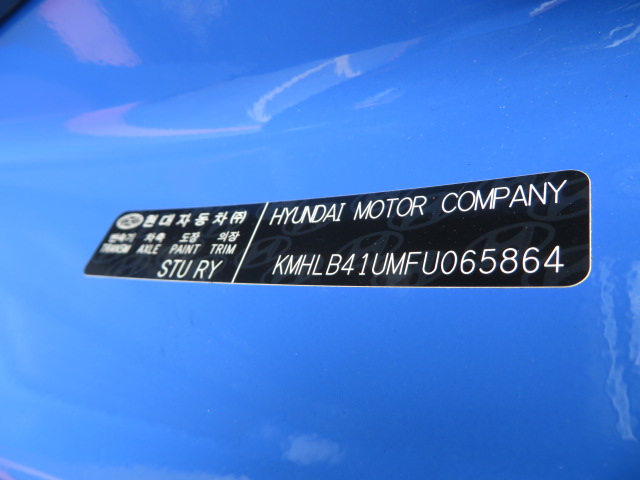 현대자동차㈜
변속기 차축 도장 의장
TRANSM AXLE PAINT TRIM
STU RY
HYUNDAI MOTOR COMPANY
KMHLB41UMFU065864